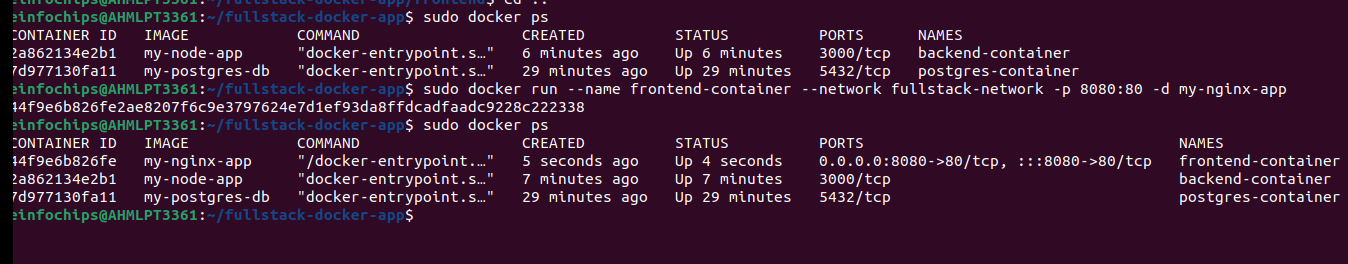 einfochips@AHMLPT3361:~/fullstack-docker-app/frontend$ cd ..
einfochips@AHMLPT3361:~/fullstack-docker-app$ sudo docker ps
CONTAINER ID   IMAGE            COMMAND                  CREATED          STATUS          PORTS      NAMES
2a862134e2b1   my-node-app      "docker-entrypoint.s…"   6 minutes ago    Up 6 minutes    3000/tcp   backend-container
7d977130fa11   my-postgres-db   "docker-entrypoint.s…"   29 minutes ago   Up 29 minutes   5432/tcp   postgres-container
einfochips@AHMLPT3361:~/fullstack-docker-app$ sudo docker run --name frontend-container --network fullstack-network -p 8080:80 -d my-nginx-app
44f9e6b826fe2ae8207f6c9e3797624e7d1ef93da8ffdcadfaadc9228c222338
einfochips@AHMLPT3361:~/fullstack-docker-app$ sudo docker ps
CONTAINER ID   IMAGE            COMMAND                  CREATED          STATUS          PORTS                                   NAMES
44f9e6b826fe   my-nginx-app     "/docker-entrypoint.…"   5 seconds ago    Up 4 seconds    0.0.0.0:8080->80/tcp, :::8080->80/tcp   frontend-container
2a862134e2b1   my-node-app      "docker-entrypoint.s…"   7 minutes ago    Up 7 minutes    3000/tcp                                backend-container
7d977130fa11   my-postgres-db   "docker-entrypoint.s…"   29 minutes ago   Up 29 minutes   5432/tcp                                postgres-container
einfochips@AHMLPT3361:~/fullstack-docker-app$